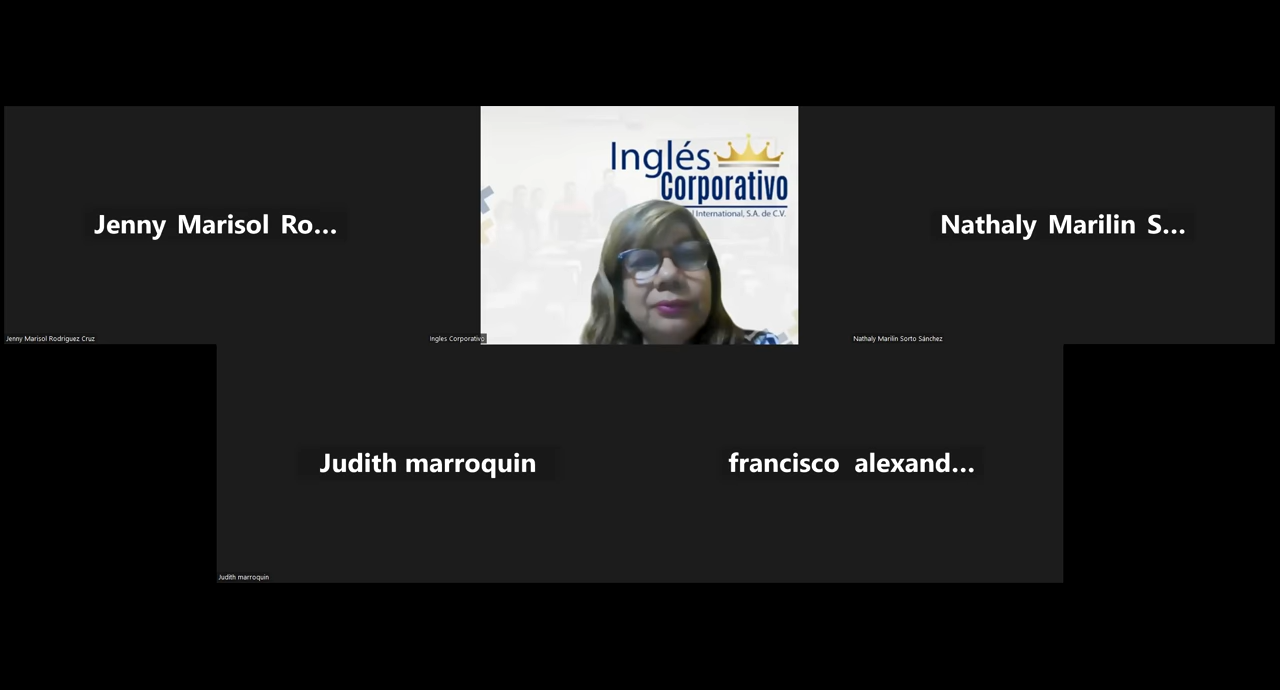 Jenny Marisol Ro...
Jenny Marisol Rodríguez Cruz
Inglés
Corporativo
l International, S.A. de C.V.
Ingles Corporativo
Nathaly Marilin S...
Nathaly Marilin Sorto Sánchez
Judith marroquin
Judith marroquin
francisco alexand...